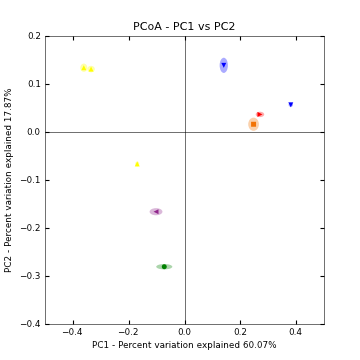 PCoA - PC1 vs PC2
PC2 - Percent variation explained 17.87%
0.2
0.1
0.0
−0.1
−0.2
−0.3
−0.4
−0.4 −0.2 0.0 0.2 0.4
PC1 - Percent variation explained 60.07%